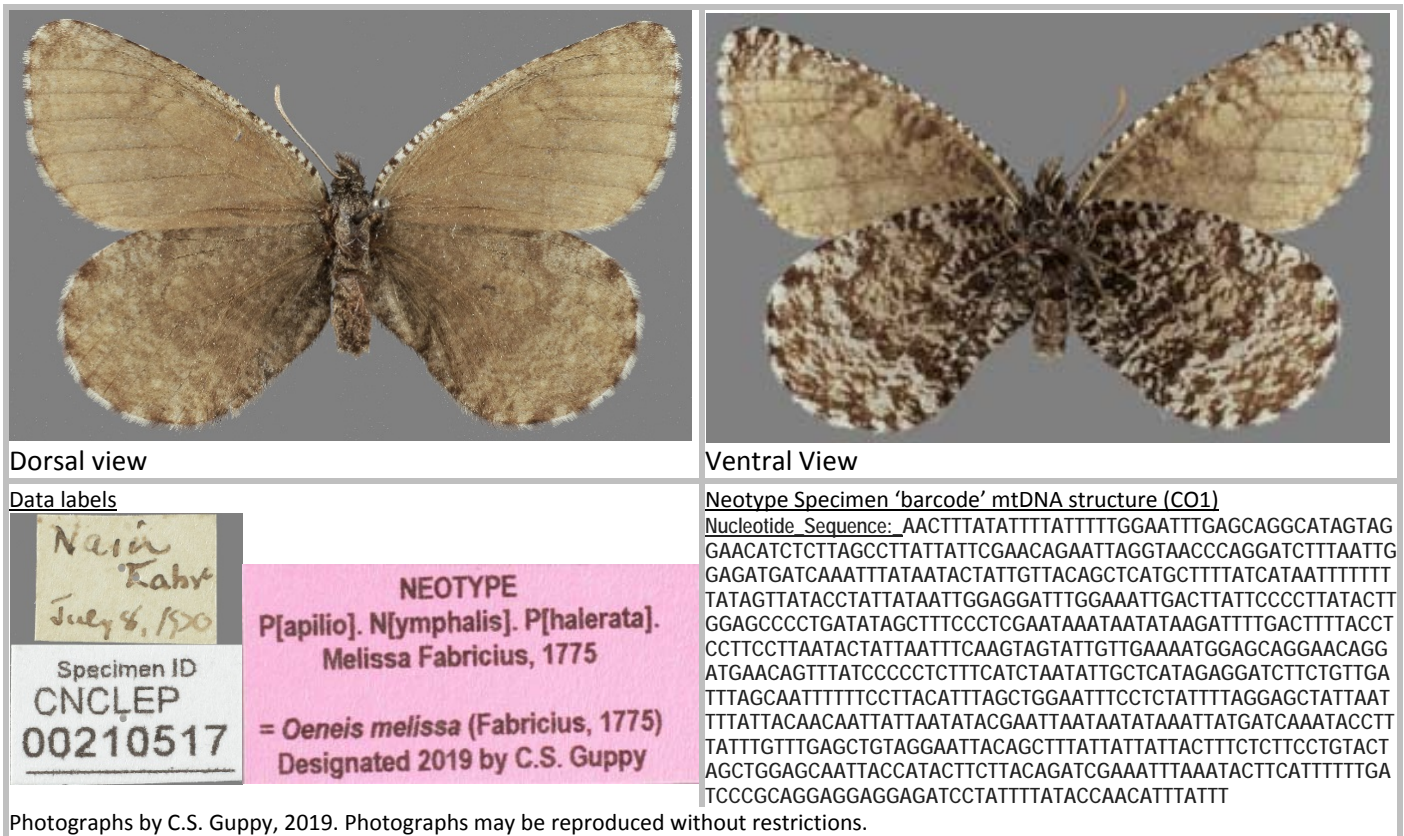 Dorsal view
Ventral View
Data labels
Nain
Labr
July 8, 1930
Specimen ID
CNCLEP
00210517
NEOTYPE
P[apilio]. N[ymphalis]. P[halerata].
Melissa Fabricius, 1775
= Oeneis melissa (Fabricius, 1775)
Designated 2019 by C.S. Guppy
Neotype Specimen ‘barcode’ mtDNA structure (CO1)
Nucleotide_Sequence: AACTTTATATTTTATTTTTGGAATTTGAGCAGGCATAGTAG
GAACATCTCTTAGCCTTATTATTCGAACAGAATTAGGTAACCCAGGATCTTTAATTG
GAGATGATCAAATTTATAATACTATTGTTACAGCTCATGCTTTTATCATAATTTTTTT
TATAGTTATACCTATTATAATTGGAGGATTTGGAAATTGACTTATTCCCCTTATACTT
GGAGCCCCTGATATAGCTTTCCCTCGAATAAATAATATAAGATTTTGACTTTTACCT
CCTTCCTTAATACTATTAATTTCAAGTAGTATTGTTGAAAATGGAGCAGGAACAGG
ATGAACAGTTTATCCCCCTCTTTCATCTAATATTGCTCATAGAGGATCTTCTGTTGA
TTTAGCAATTTTTTCCTTACATTTAGCTGGAATTTCCTCTATTTTAGGAGCTATTAAT
TTTATTACAACAATTATTAATATACGAATTAATAATATAAATTATGATCAAATACCTT
TATTTGTTTGAGCTGTAGGAATTACAGCTTTATTATTATTACTTTCTCTTCCTGTACT
AGCTGGAGCAATTACCATACTTCTTACAGATCGAAATTTAAATACTTCATTTTTTGA
TCCCGCAGGAGGAGGAGATCCTATTTTATACCAACATTTATTT
Photographs by C.S. Guppy, 2019. Photographs may be reproduced without restrictions.